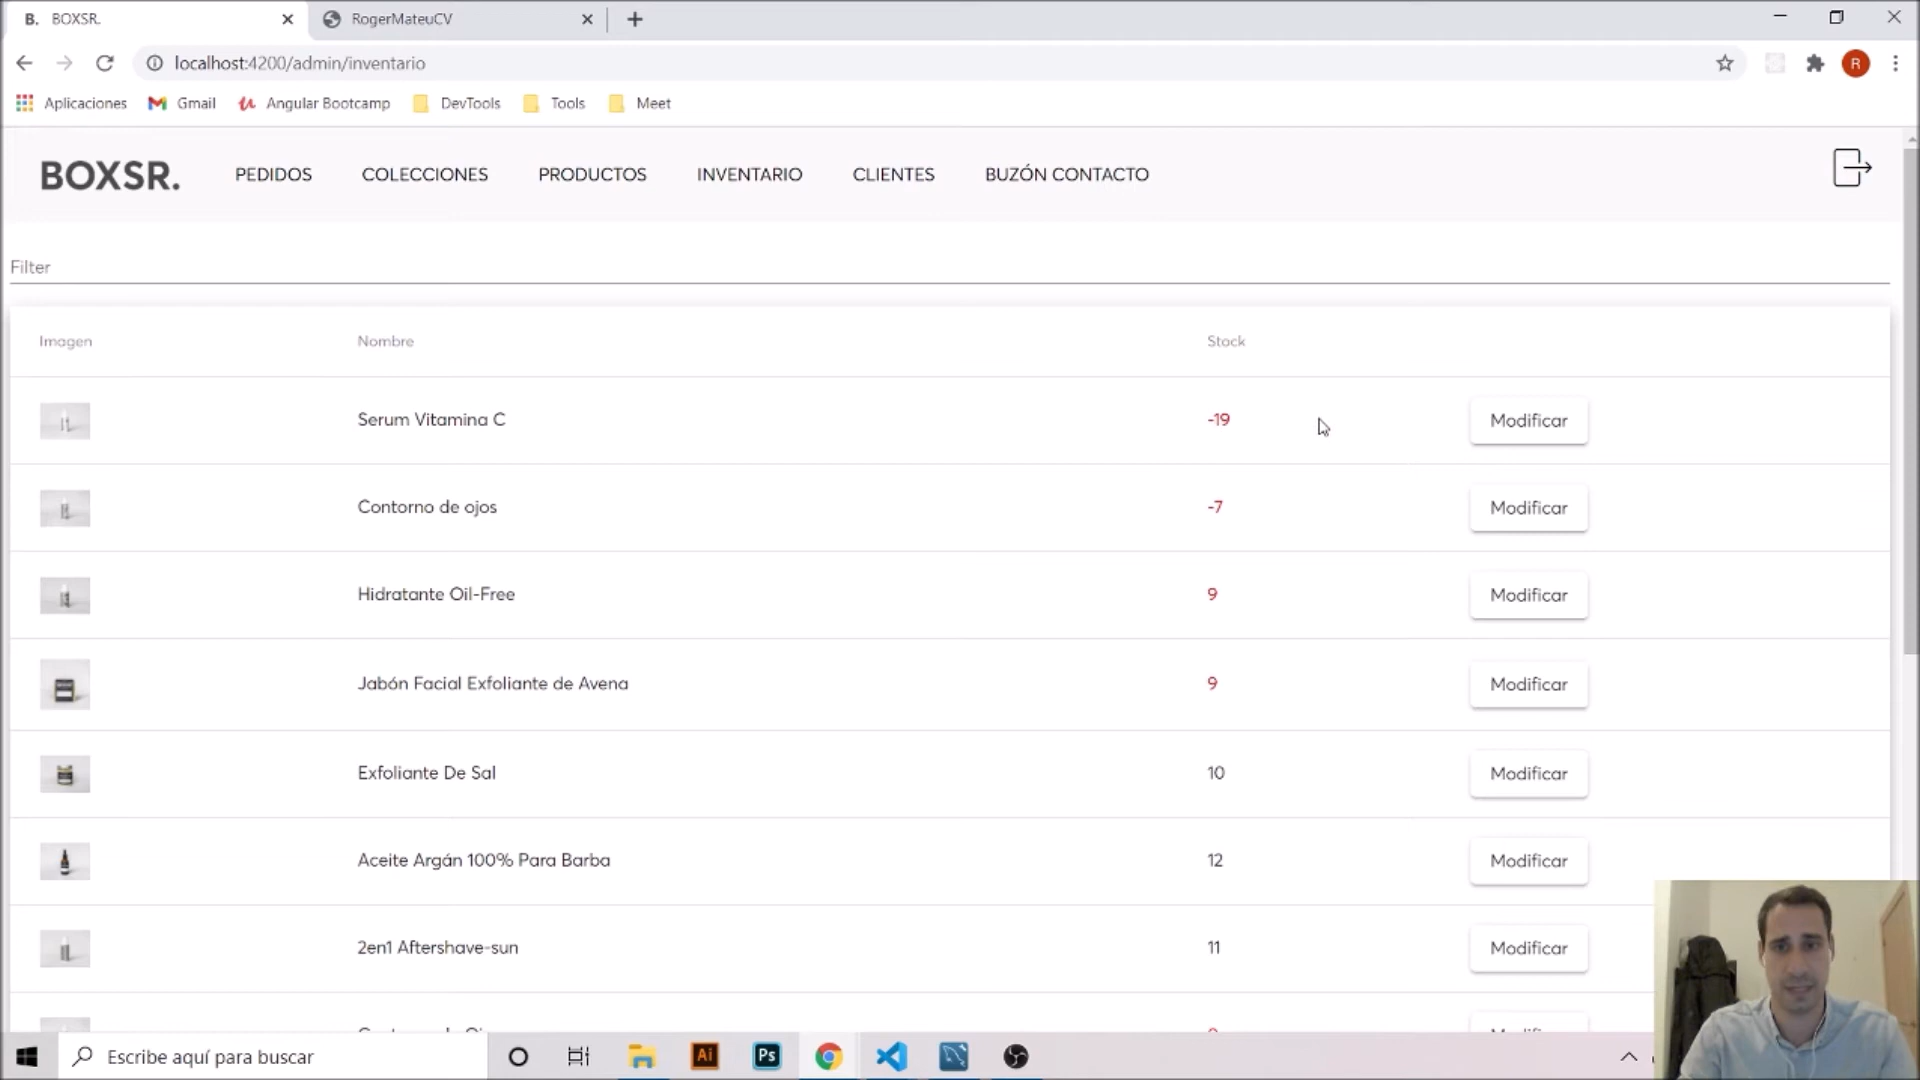 B. BOXSR.
RogerMateuCV
localhost:4200/admin/inventario
R
Aplicaciones
Gmail
Angular Bootcamp
DevTools
Tools
Meet
BOXSR.
PEDIDOS
COLECCIONES
PRODUCTOS
INVENTARIO
CLIENTES
BUZÓN CONTACTO
Filter
Imagen
Nombre
Stock
Serum Vitamina C
-19
Modificar
Contorno de ojos
-7
Modificar
Hidratante Oil-Free
9
Modificar
Jabón Facial Exfoliante de Avena
9
Modificar
Exfoliante De Sal
10
Modificar
Aceite Argán 100% Para Barba
12
Modificar
2en1 Aftershave-sun
11
Modificar
Escribe aquí para buscar
Ai
Ps